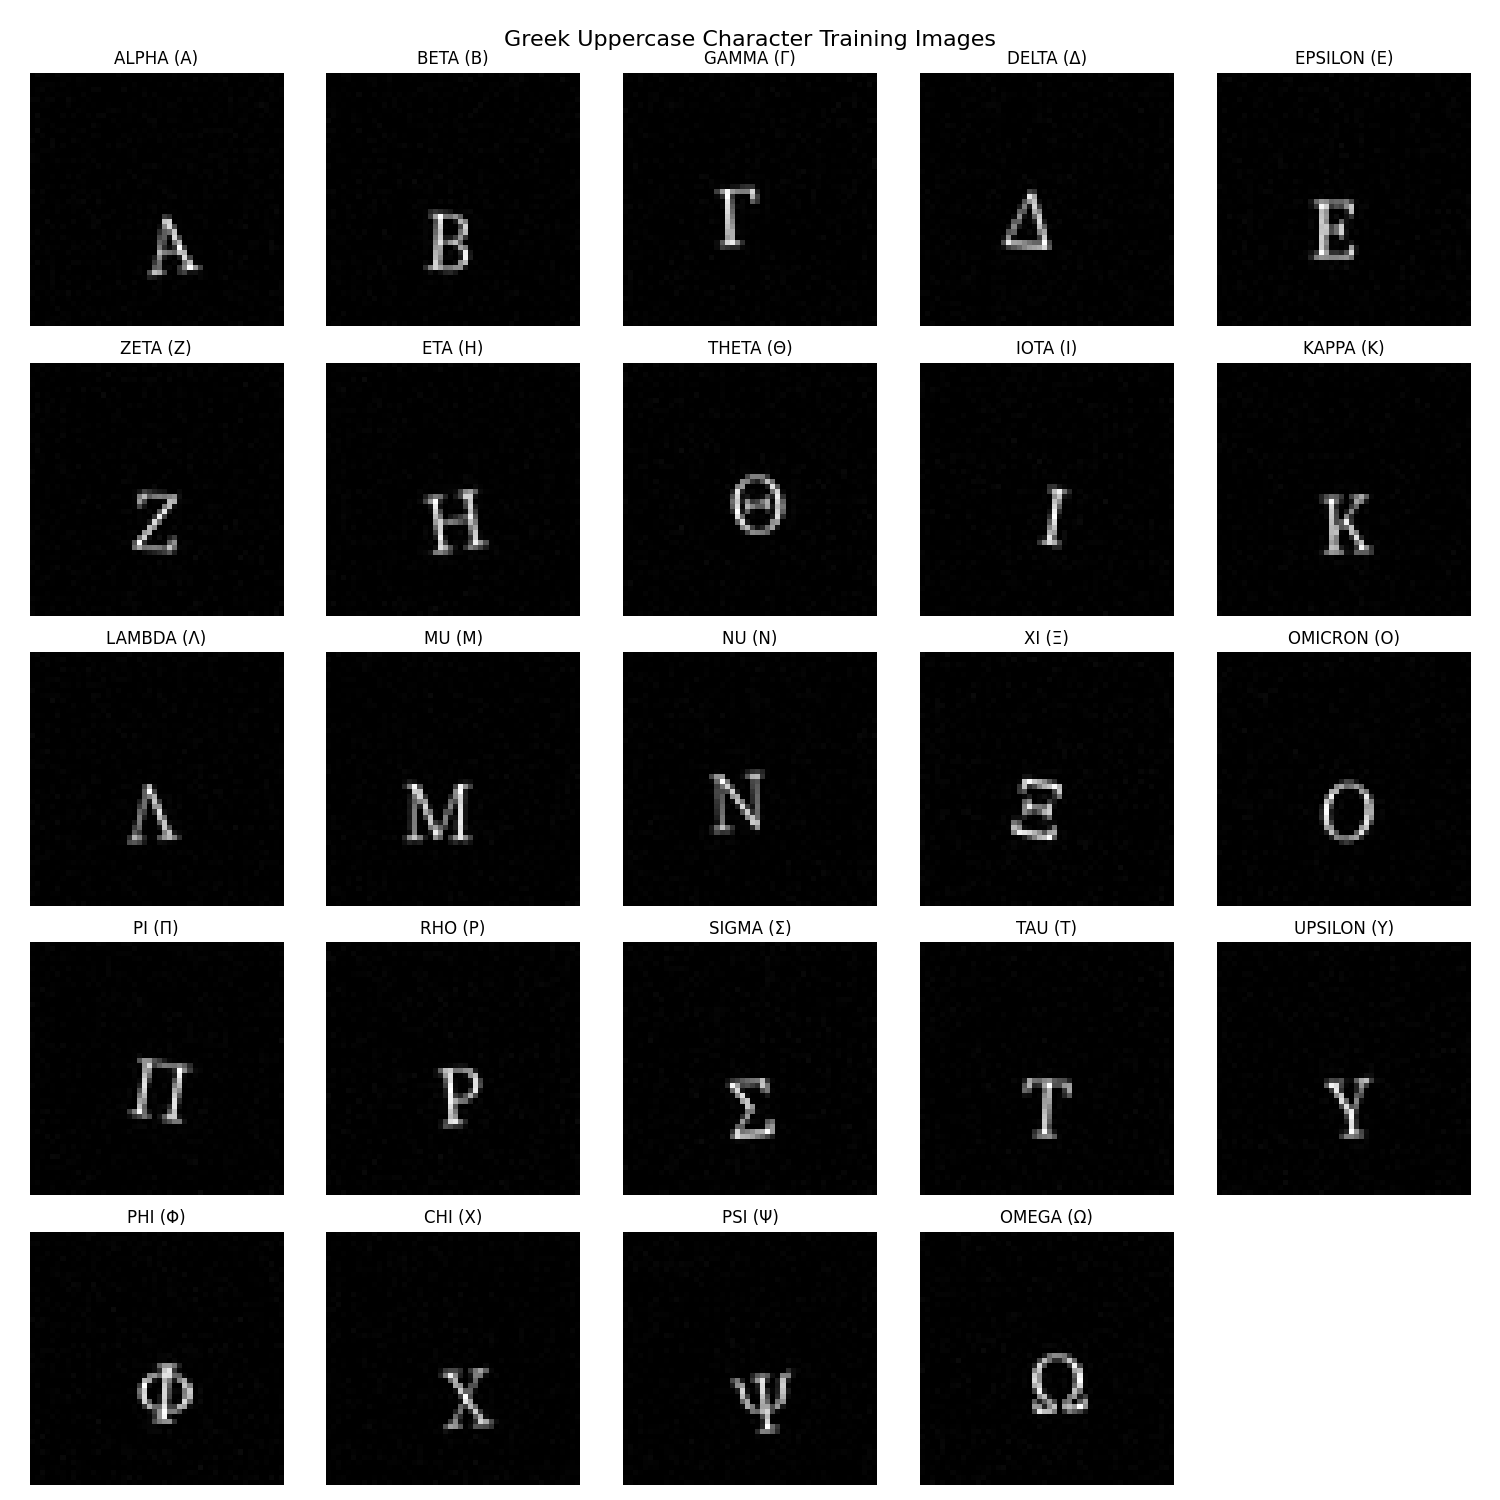 Greek Uppercase Character Training Images
ALPHA (Α) BETA (Β) GAMMA (Γ) DELTA (Δ) EPSILON (Ε)
Α Β Γ Δ Ε
ZETA (Ζ) ETA (Η) THETA (Θ) IOTA (Ι) KAPPA (Κ)
Ζ Η Θ Ι Κ
LAMBDA (Λ) MU (Μ) NU (Ν) XI (Ξ) OMICRON (Ο)
Λ Μ Ν Ξ Ο
PI (Π) RHO (Ρ) SIGMA (Σ) TAU (Τ) UPSILON (Υ)
Π Ρ Σ Τ Υ
PHI (Φ) CHI (Χ) PSI (Ψ) OMEGA (Ω)
Φ Χ Ψ Ω